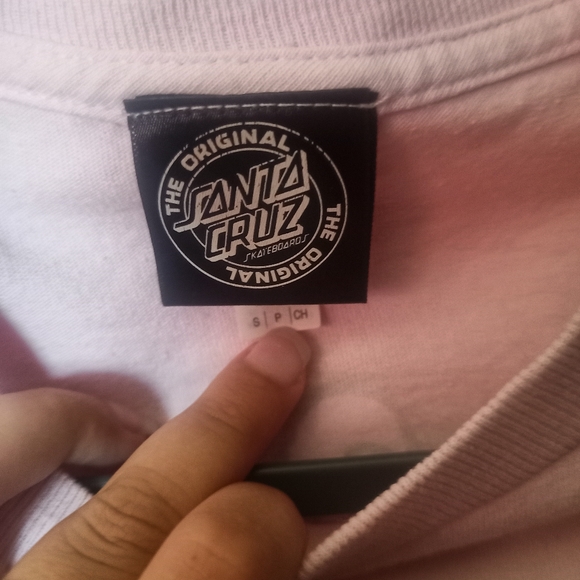 THE ORIGINAL
SANTA
CRUZ
SKATEBOARDS
THE ORIGINAL
S | P | CH